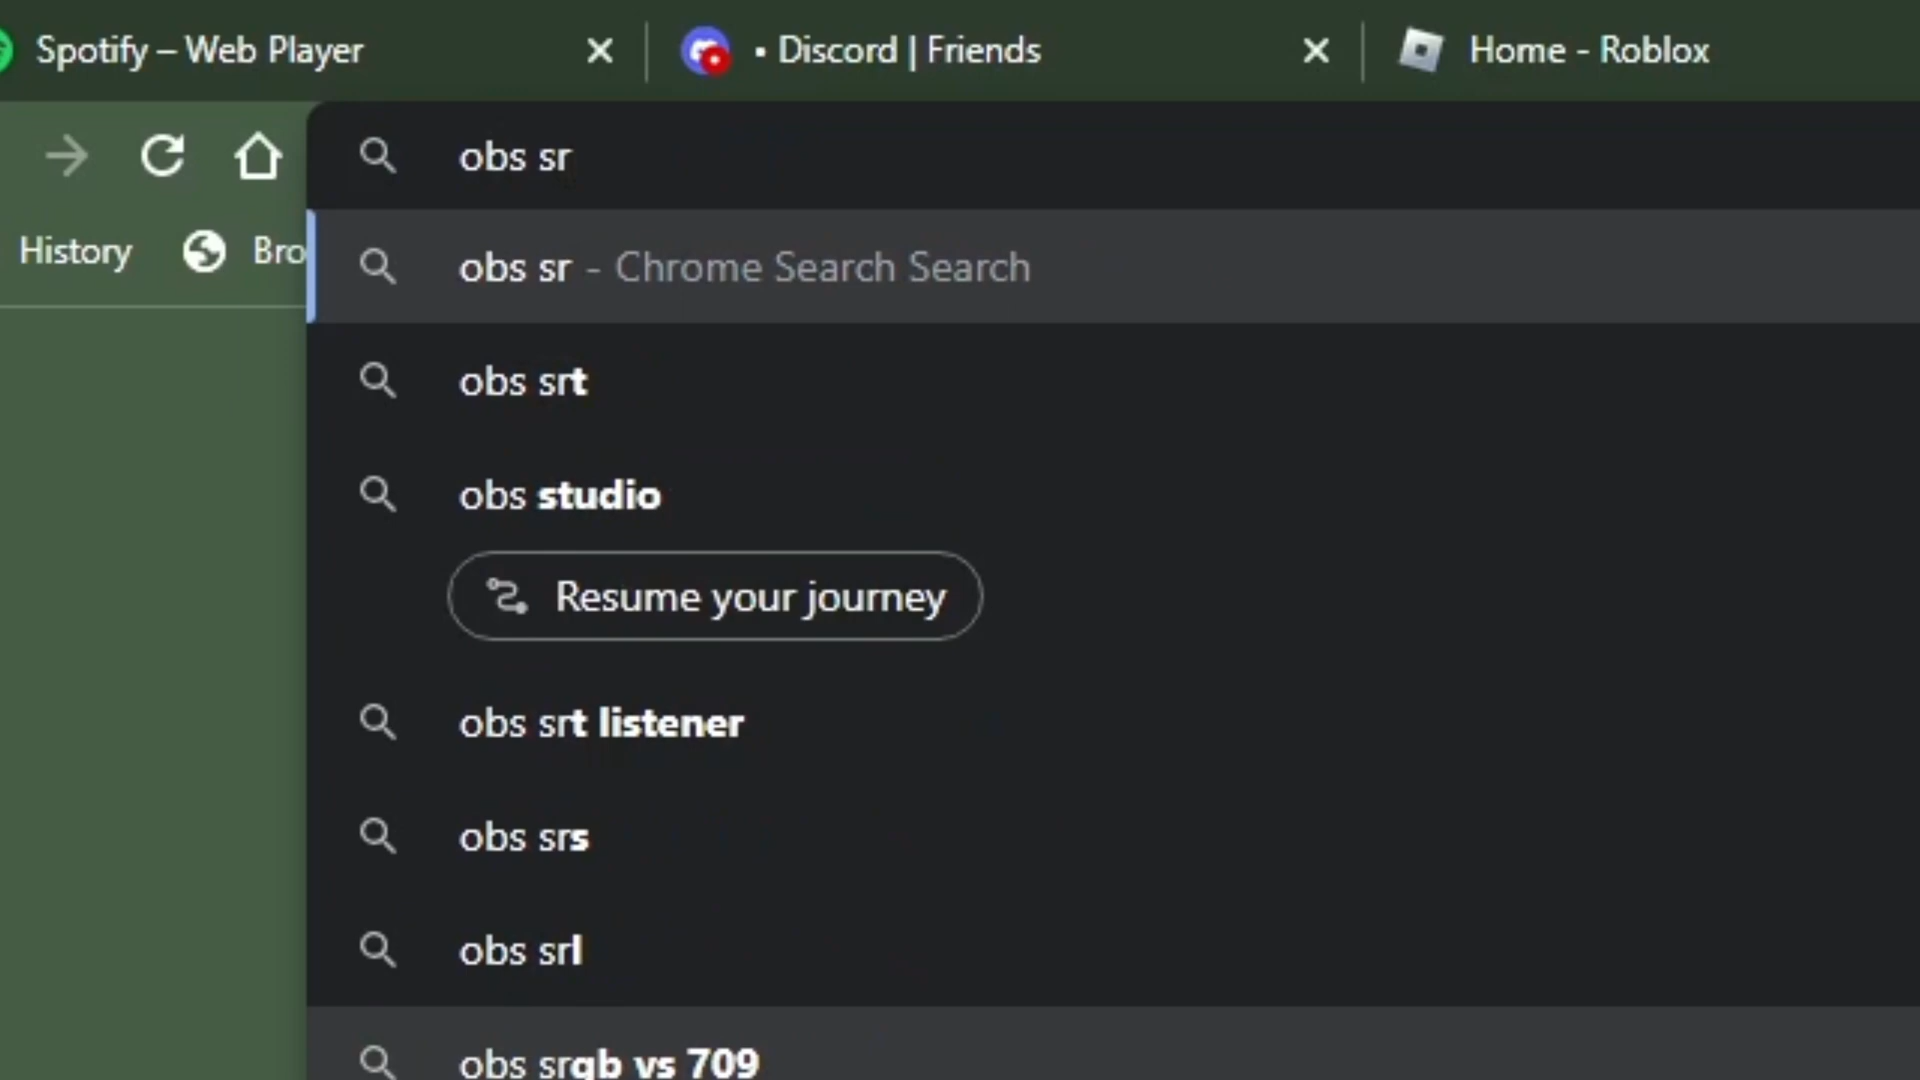 Spotify – Web Player
• Discord | Friends
Home - Roblox
obs sr
History
Bro
obs sr - Chrome Search Search
obs srt
obs studio
Resume your journey
obs srt listener
obs srs
obs srl
obs srgb vs 709